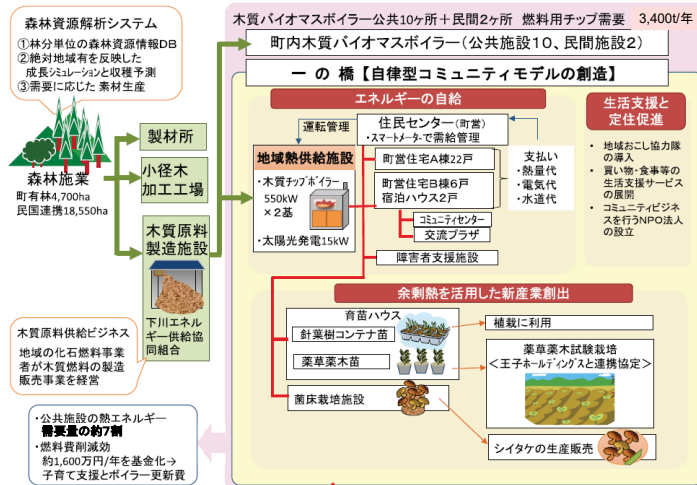 木質バイオマスボイラー公共10ヶ所＋民間2ヶ所 燃料用チップ需要 3,400t/年
森林資源解析システム
①林分単位の森林資源情報DB
②絶対地域有を反映した
成長シミュレーションと収穫予測
③需要に応じた 素材生産
町内木質バイオマスボイラー（公共施設10、民間施設2）
一 の 橋【自律型コミュニティモデルの創造】
森林施業
町有林4,700ha
民国連携18,550ha
製材所
小径木
加工工場
木質原料
製造施設
下川エネル
ギー供給協
同組合
木質原料供給ビジネス
地域の化石燃料事業
者が木質燃料の製造
販売事業を経営
・公共施設の熱エネルギー
需要量の約7割
・燃料費削減効
約1,600万円/年を基金化→
子育て支援とボイラー更新費
エネルギーの自給
運転管理
住民センター（町営）
・スマートメーターで需給管理
地域熱供給施設
・木質チップボイラー
550kW
×2基
・太陽光発電15kW
町営住宅A棟22戸
町営住宅B棟6戸
宿泊ハウス2戸
コミュニティセンター
交流プラザ
障害者支援施設
支払い
・熱量代
・電気代
・水道代
生活支援と
定住促進
・ 地域おこし協力隊
の導入
・ 買い物・食事等の
生活支援サービス
の展開
・ コミュニティビジネ
スを行うNPO法人
の設立
余剰熱を活用した新産業創出
育苗ハウス
針葉樹コンテナ苗
薬草薬木苗
菌床栽培施設
植栽に利用
薬草薬木試験栽培
＜王子ホールディングスと連携協定＞
シイタケの生産販売